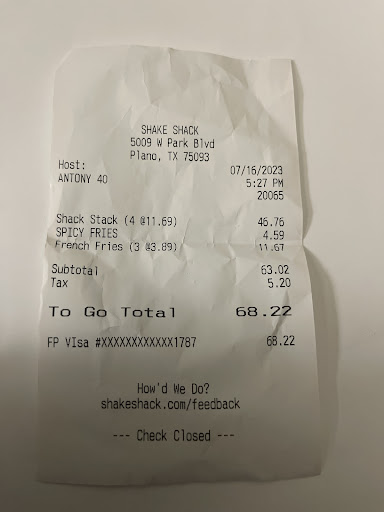 SHAKE SHACK
5009 W Park Blvd
Plano, TX 75093
Host: 07/16/2023
ANTONY 40 5:27 PM
20065
Shack Stack (4 @11.69) 46.76
SPICY FRIES 4.59
French Fries (3 @3.89) 11.67
Subtotal 63.02
Tax 5.20
To Go Total 68.22
FP VIsa #XXXXXXXXXXXX1787 68.22
How'd We Do?
shakeshack.com/feedback
--- Check Closed ---